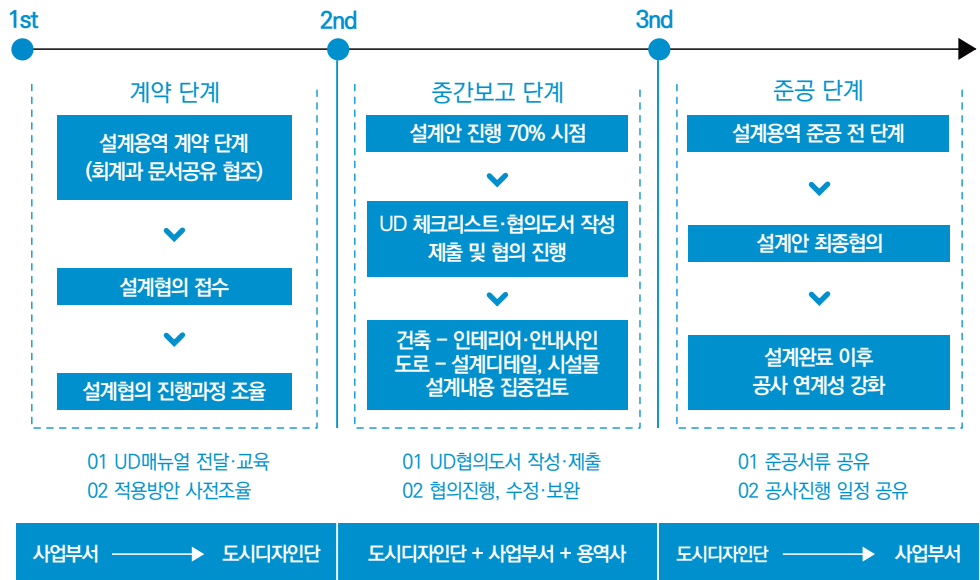 1st
2nd
3nd
계약 단계
설계용역 계약 단계
(회계과 문서공유 협조)
설계협의 접수
설계협의 진행과정 조율
01 UD매뉴얼 전달·교육
02 적용방안 사전조율
사업부서
도시디자인단
중간보고 단계
설계안 진행 70% 시점
UD 체크리스트·협의도서 작성
제출 및 협의 진행
건축 – 인테리어·안내사인
도로 – 설계디테일, 시설물
설계내용 집중검토
01 UD협의도서 작성·제출
02 협의진행, 수정·보완
도시디자인단 + 사업부서 + 용역사
준공 단계
설계용역 준공 전 단계
설계안 최종협의
설계완료 이후
공사 연계성 강화
01 준공서류 공유
02 공사진행 일정 공유
도시디자인단
사업부서